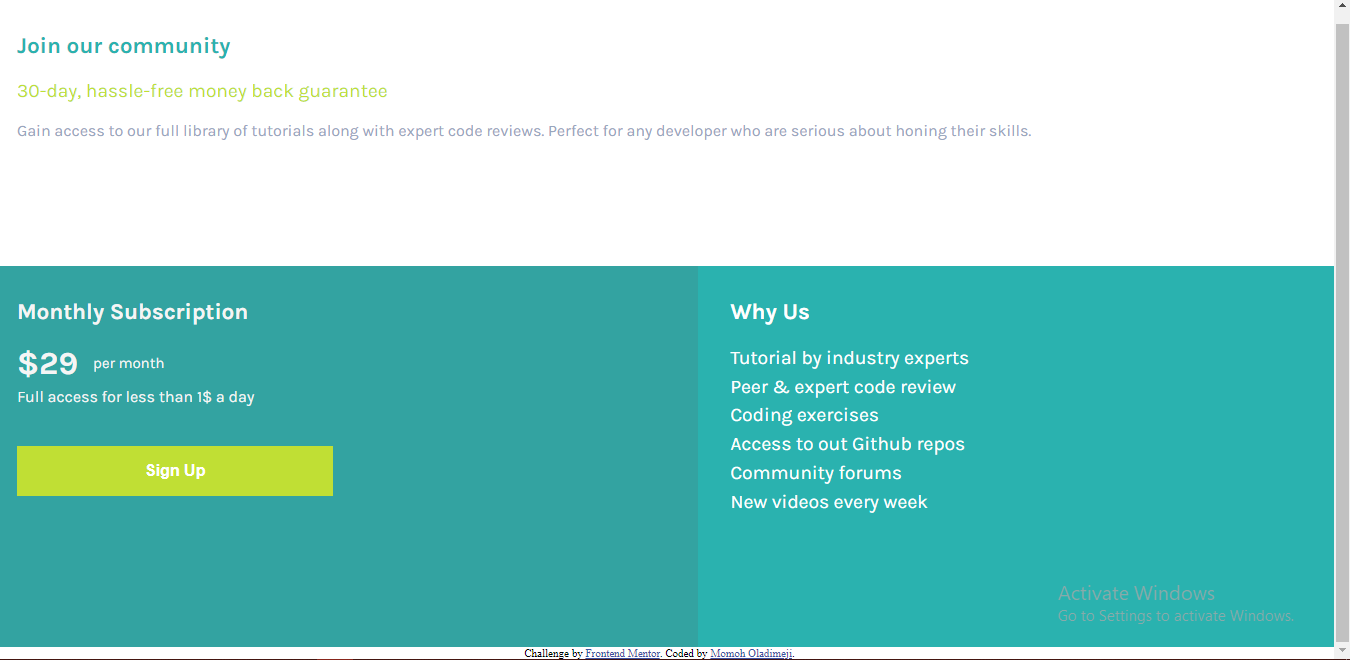 Join our community
30-day, hassle-free money back guarantee
Gain access to our full library of tutorials along with expert code reviews. Perfect for any developer who are serious about honing their skills.
Monthly Subscription
$29 per month
Full access for less than 1$ a day
Sign Up
Why Us
Tutorial by industry experts
Peer & expert code review
Coding exercises
Access to out Github repos
Community forums
New videos every week
Activate Windows
Go to Settings to activate Windows.
Challenge by Frontend Mentor. Coded by Momoh Oladimeji.